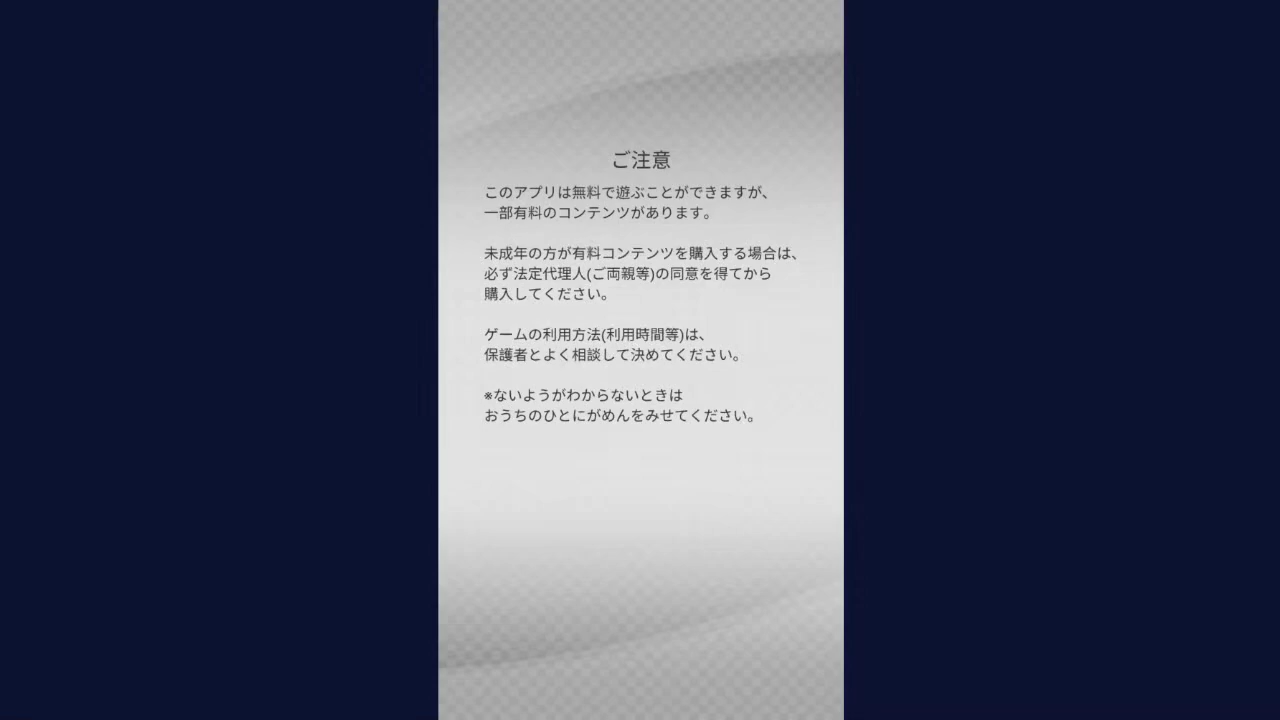 ご注意
このアプリは無料で遊ぶことができますが、
一部有料のコンテンツがあります。
未成年の方が有料コンテンツを購入する場合は、
必ず法定代理人(ご両親等)の同意を得てから
購入してください。
ゲームの利用方法(利用時間等)は、
保護者とよく相談して決めてください。
※ないようがわからないときは
おうちのひとにがめんをみせてください。